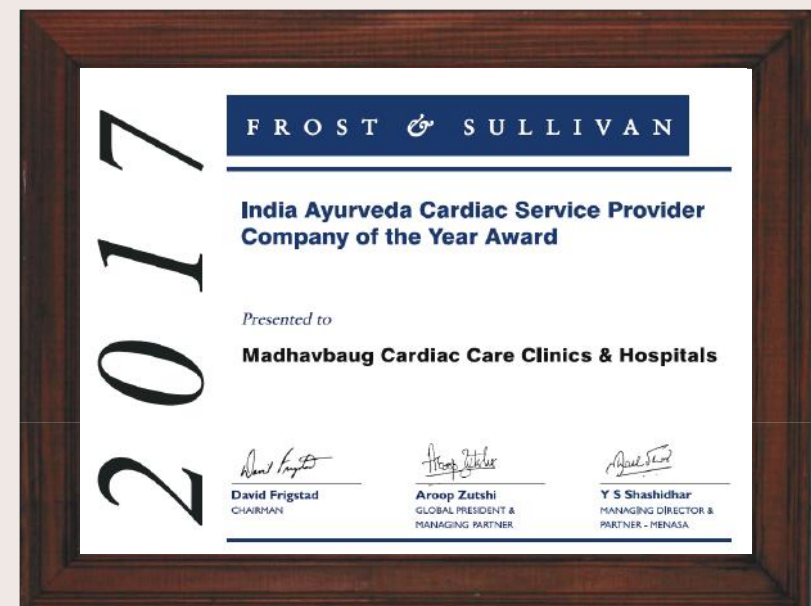 2017
FROST & SULLIVAN
India Ayurveda Cardiac Service Provider
Company of the Year Award
Presented to
Madhavbaug Cardiac Care Clinics & Hospitals
David Frigstad
CHAIRMAN
Aroop Zutshi
GLOBAL PRESIDENT &
MANAGING PARTNER
Y S Shashidhar
MANAGING DIRECTOR &
PARTNER - MENASA